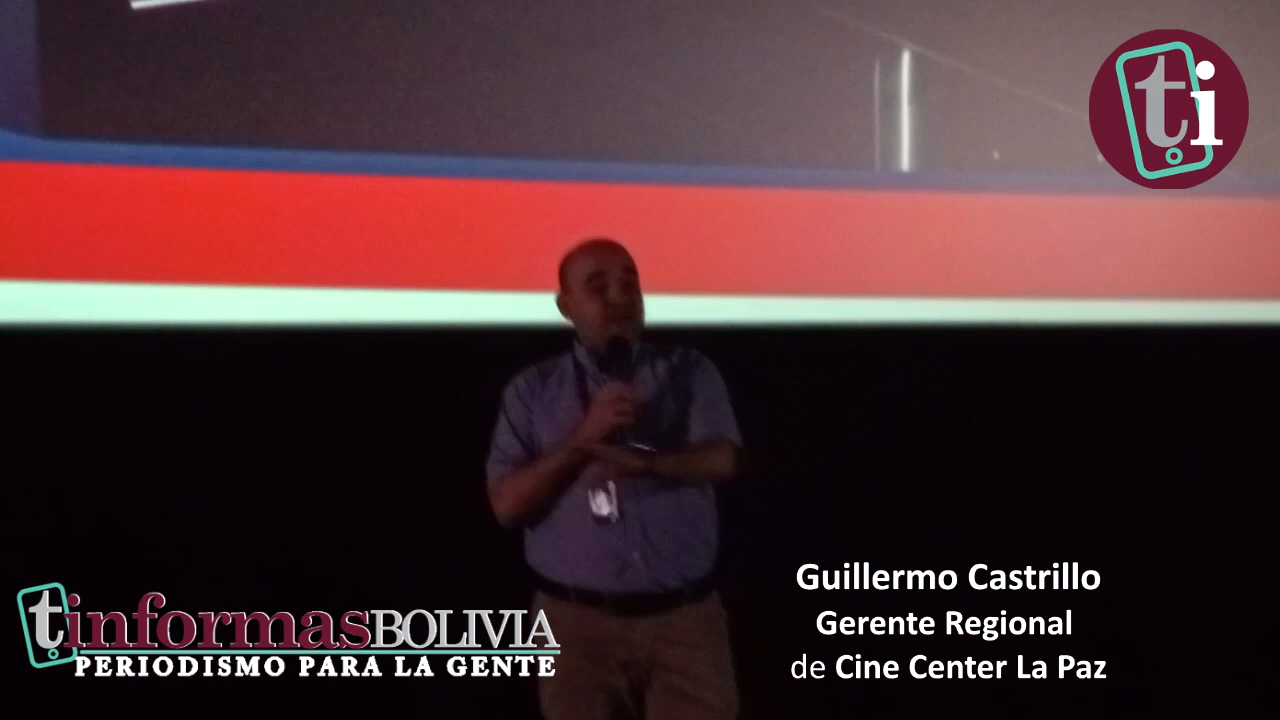 ti
Guillermo Castrillo
Gerente Regional
de Cine Center La Paz
tinformasBOLIVIA
PERIODISMO PARA LA GENTE